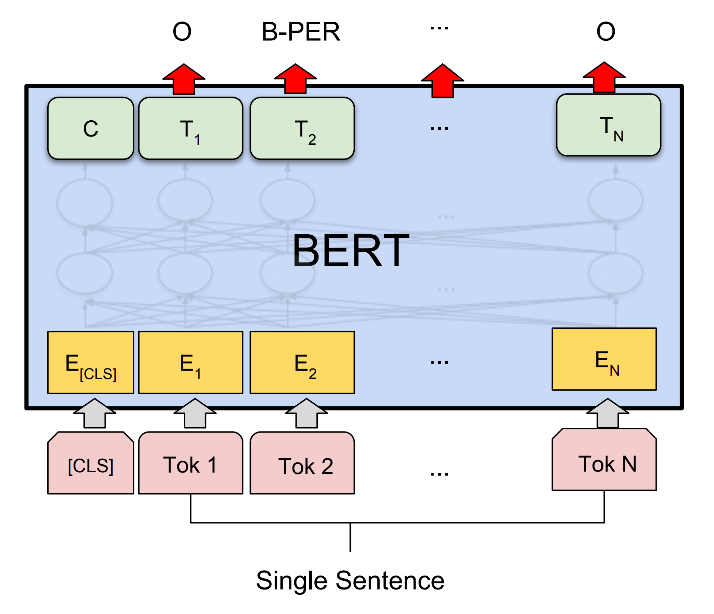 O B-PER ... O
C T1 T2 ... TN
...
BERT
...
E[CLS] E1 E2 ... EN
[CLS] Tok 1 Tok 2 ... Tok N
Single Sentence